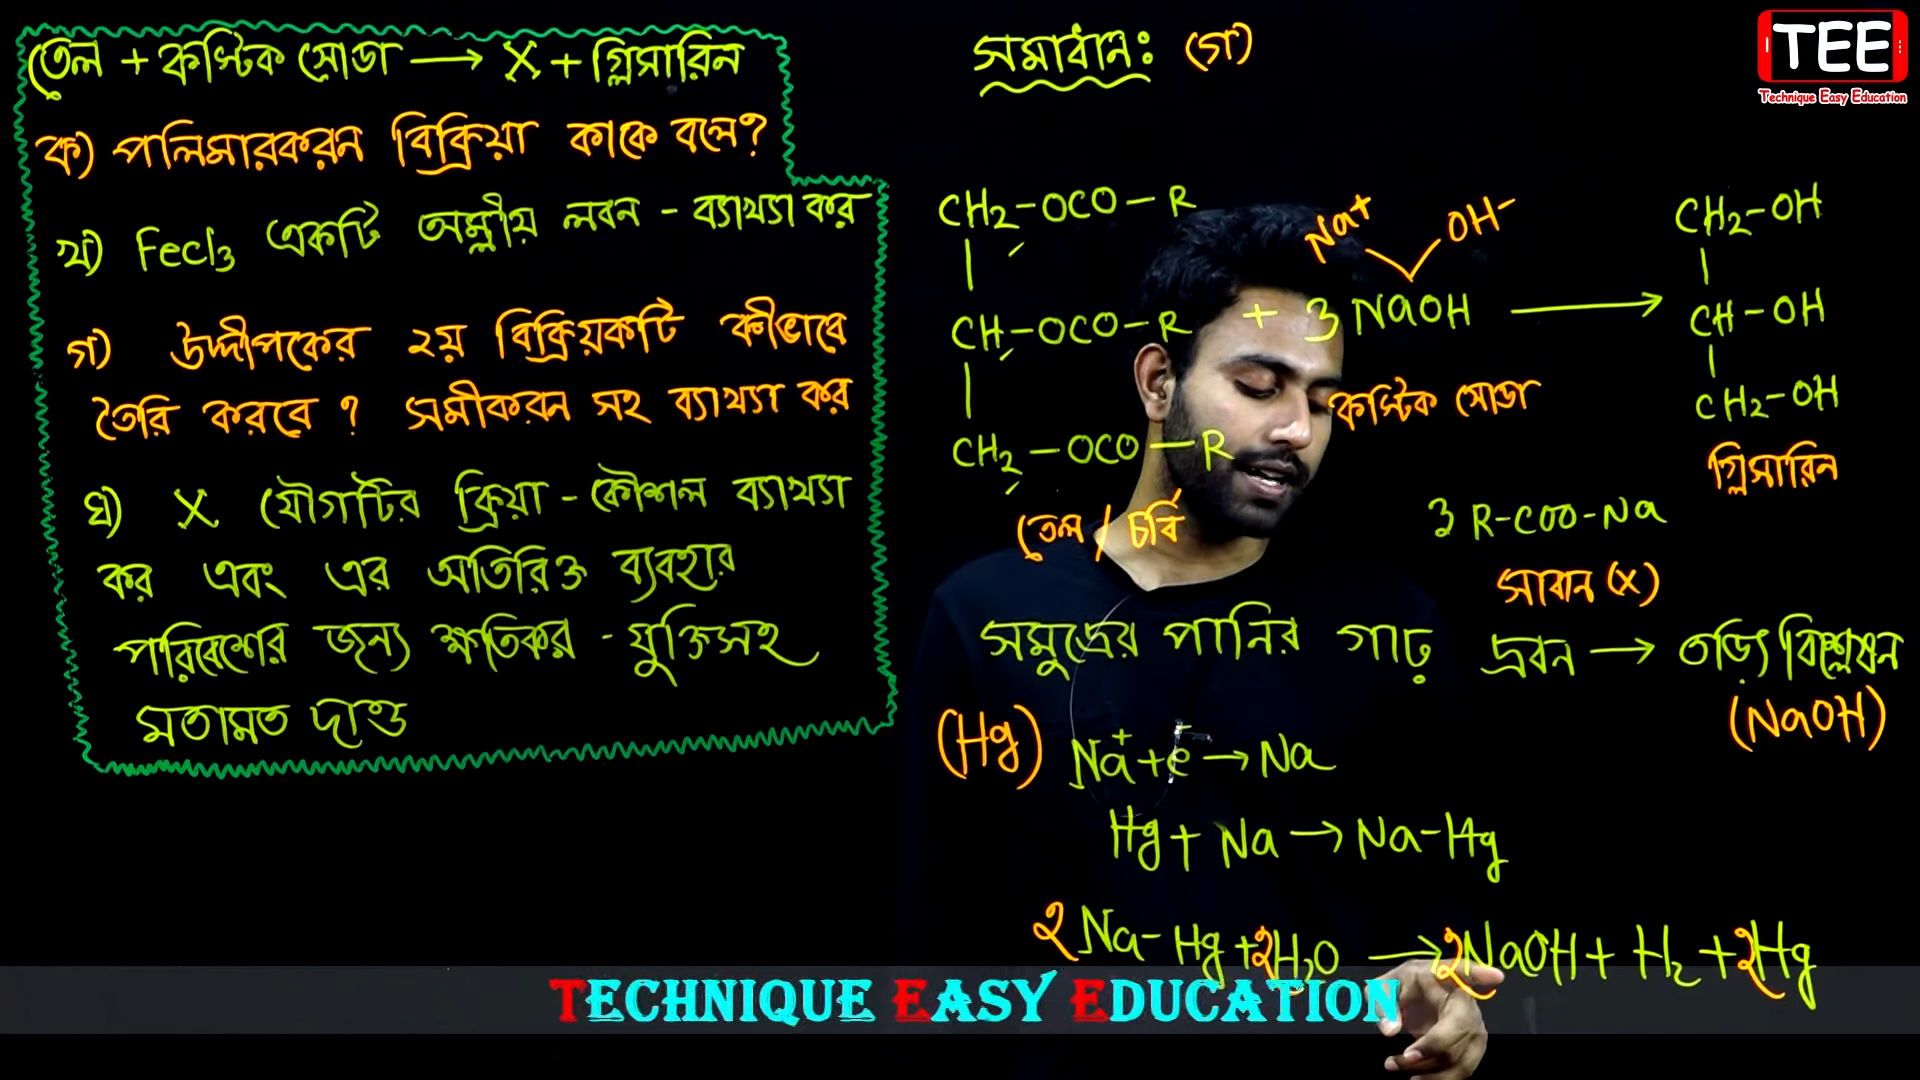 তেল + কস্টিক সোডা → X + গ্লিসারিন
ক) পলিমারকরন বিক্রিয়া কাকে বলে?
খ) FeCl3 একটি অম্লীয় লবন - ব্যাখ্যা কর
গ) উদ্দীপকের ২য় বিক্রিয়কটি কীভাবে
তৈরি করবে ? সমীকরন সহ ব্যাখ্যা কর
ঘ) X যৌগটির ক্রিয়া - কৌশল ব্যাখ্যা
কর এবং এর অতিরিক্ত ব্যবহার
পরিবেশের জন্য ক্ষতিকর - যুক্তিসহ
মতামত দাও
সমাধান: (গ)
TEE
Technique Easy Education
CH2-OCO-R
CH-OCO-R
CH2-OCO-R
তেল / চর্বি
Na+ OH-
+ 3 NaOH →
কস্টিক সোডা
CH2-OH
CH-OH
CH2-OH
গ্লিসারিন
3 R-COO-Na
সাবান (X)
সমুদ্রের পানির গাঢ় দ্রবন → তড়িৎ বিশ্লেষন
(NaOH)
(Hg) Na+ + e- → Na
Hg + Na → Na-Hg
2Na-Hg + 2H2O → 2NaOH + H2 + 2Hg
TECHNIQUE EASY EDUCATION